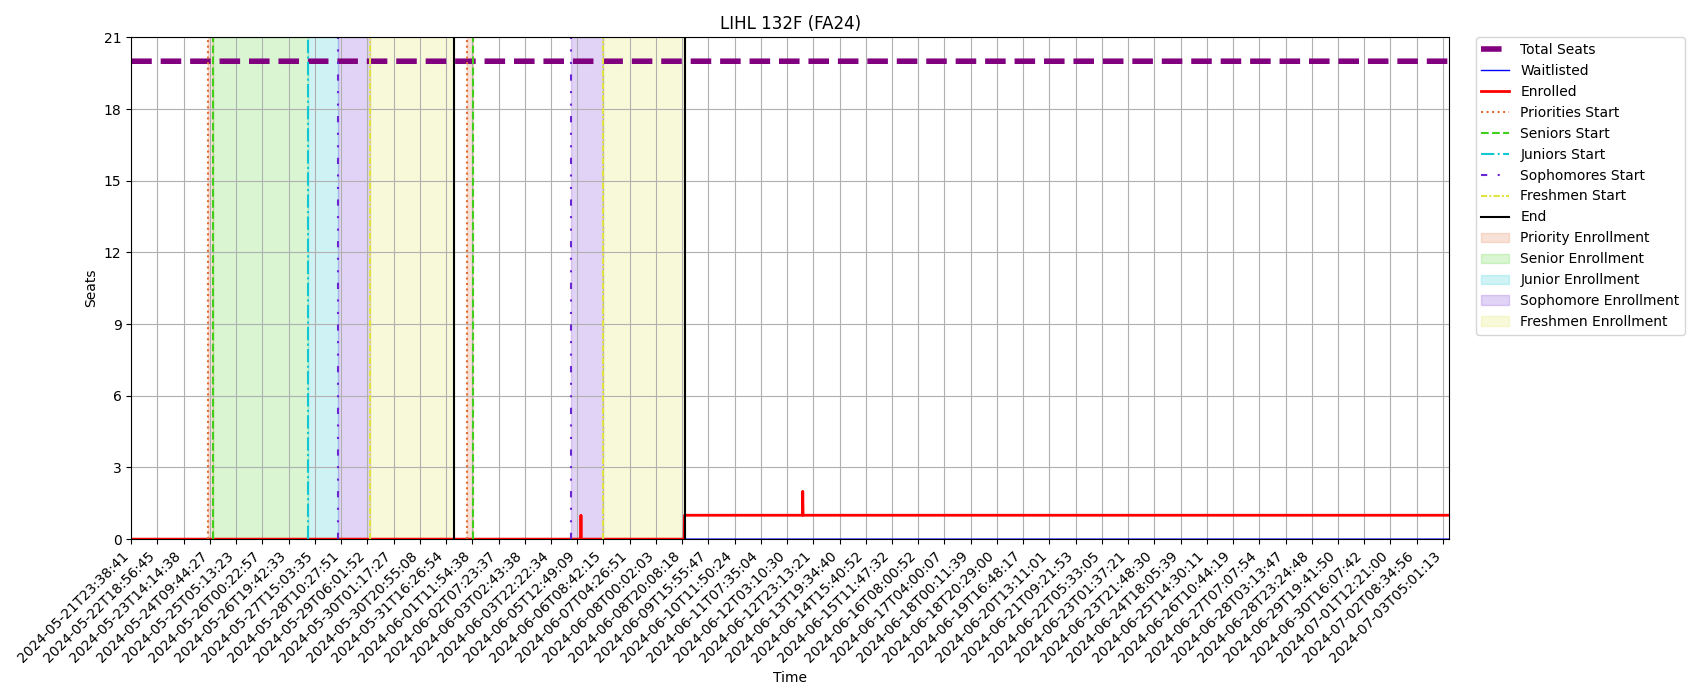 LIHL 132F (FA24)
21
18
15
12
9
6
3
0
Seats
Total Seats
Waitlisted
Enrolled
Priorities Start
Seniors Start
Juniors Start
Sophomores Start
Freshmen Start
End
Priority Enrollment
Senior Enrollment
Junior Enrollment
Sophomore Enrollment
Freshmen Enrollment
2024-05-21T23:38:41
2024-05-22T18:56:45
2024-05-23T14:14:38
2024-05-24T09:44:27
2024-05-25T05:13:23
2024-05-26T00:22:57
2024-05-26T19:42:33
2024-05-27T15:03:35
2024-05-28T10:27:51
2024-05-29T06:01:52
2024-05-30T01:17:27
2024-05-30T20:55:08
2024-05-31T16:26:54
2024-06-01T11:54:38
2024-06-02T07:23:37
2024-06-03T02:43:38
2024-06-03T22:22:34
2024-06-05T12:49:09
2024-06-06T08:42:15
2024-06-07T04:26:51
2024-06-08T00:02:03
2024-06-08T20:08:18
2024-06-09T15:55:47
2024-06-10T11:50:24
2024-06-11T07:35:04
2024-06-12T03:10:30
2024-06-12T23:13:21
2024-06-13T19:34:40
2024-06-14T15:40:52
2024-06-15T11:47:32
2024-06-16T08:00:52
2024-06-17T04:00:07
2024-06-18T00:11:39
2024-06-18T20:29:00
2024-06-19T16:48:17
2024-06-20T13:11:01
2024-06-21T09:21:53
2024-06-22T05:33:05
2024-06-23T01:37:21
2024-06-23T21:48:30
2024-06-24T18:05:39
2024-06-25T14:30:11
2024-06-26T10:44:19
2024-06-27T07:07:54
2024-06-28T03:13:47
2024-06-28T23:24:48
2024-06-29T19:41:50
2024-06-30T16:07:42
2024-07-01T12:21:00
2024-07-02T08:34:56
2024-07-03T05:01:13
Time